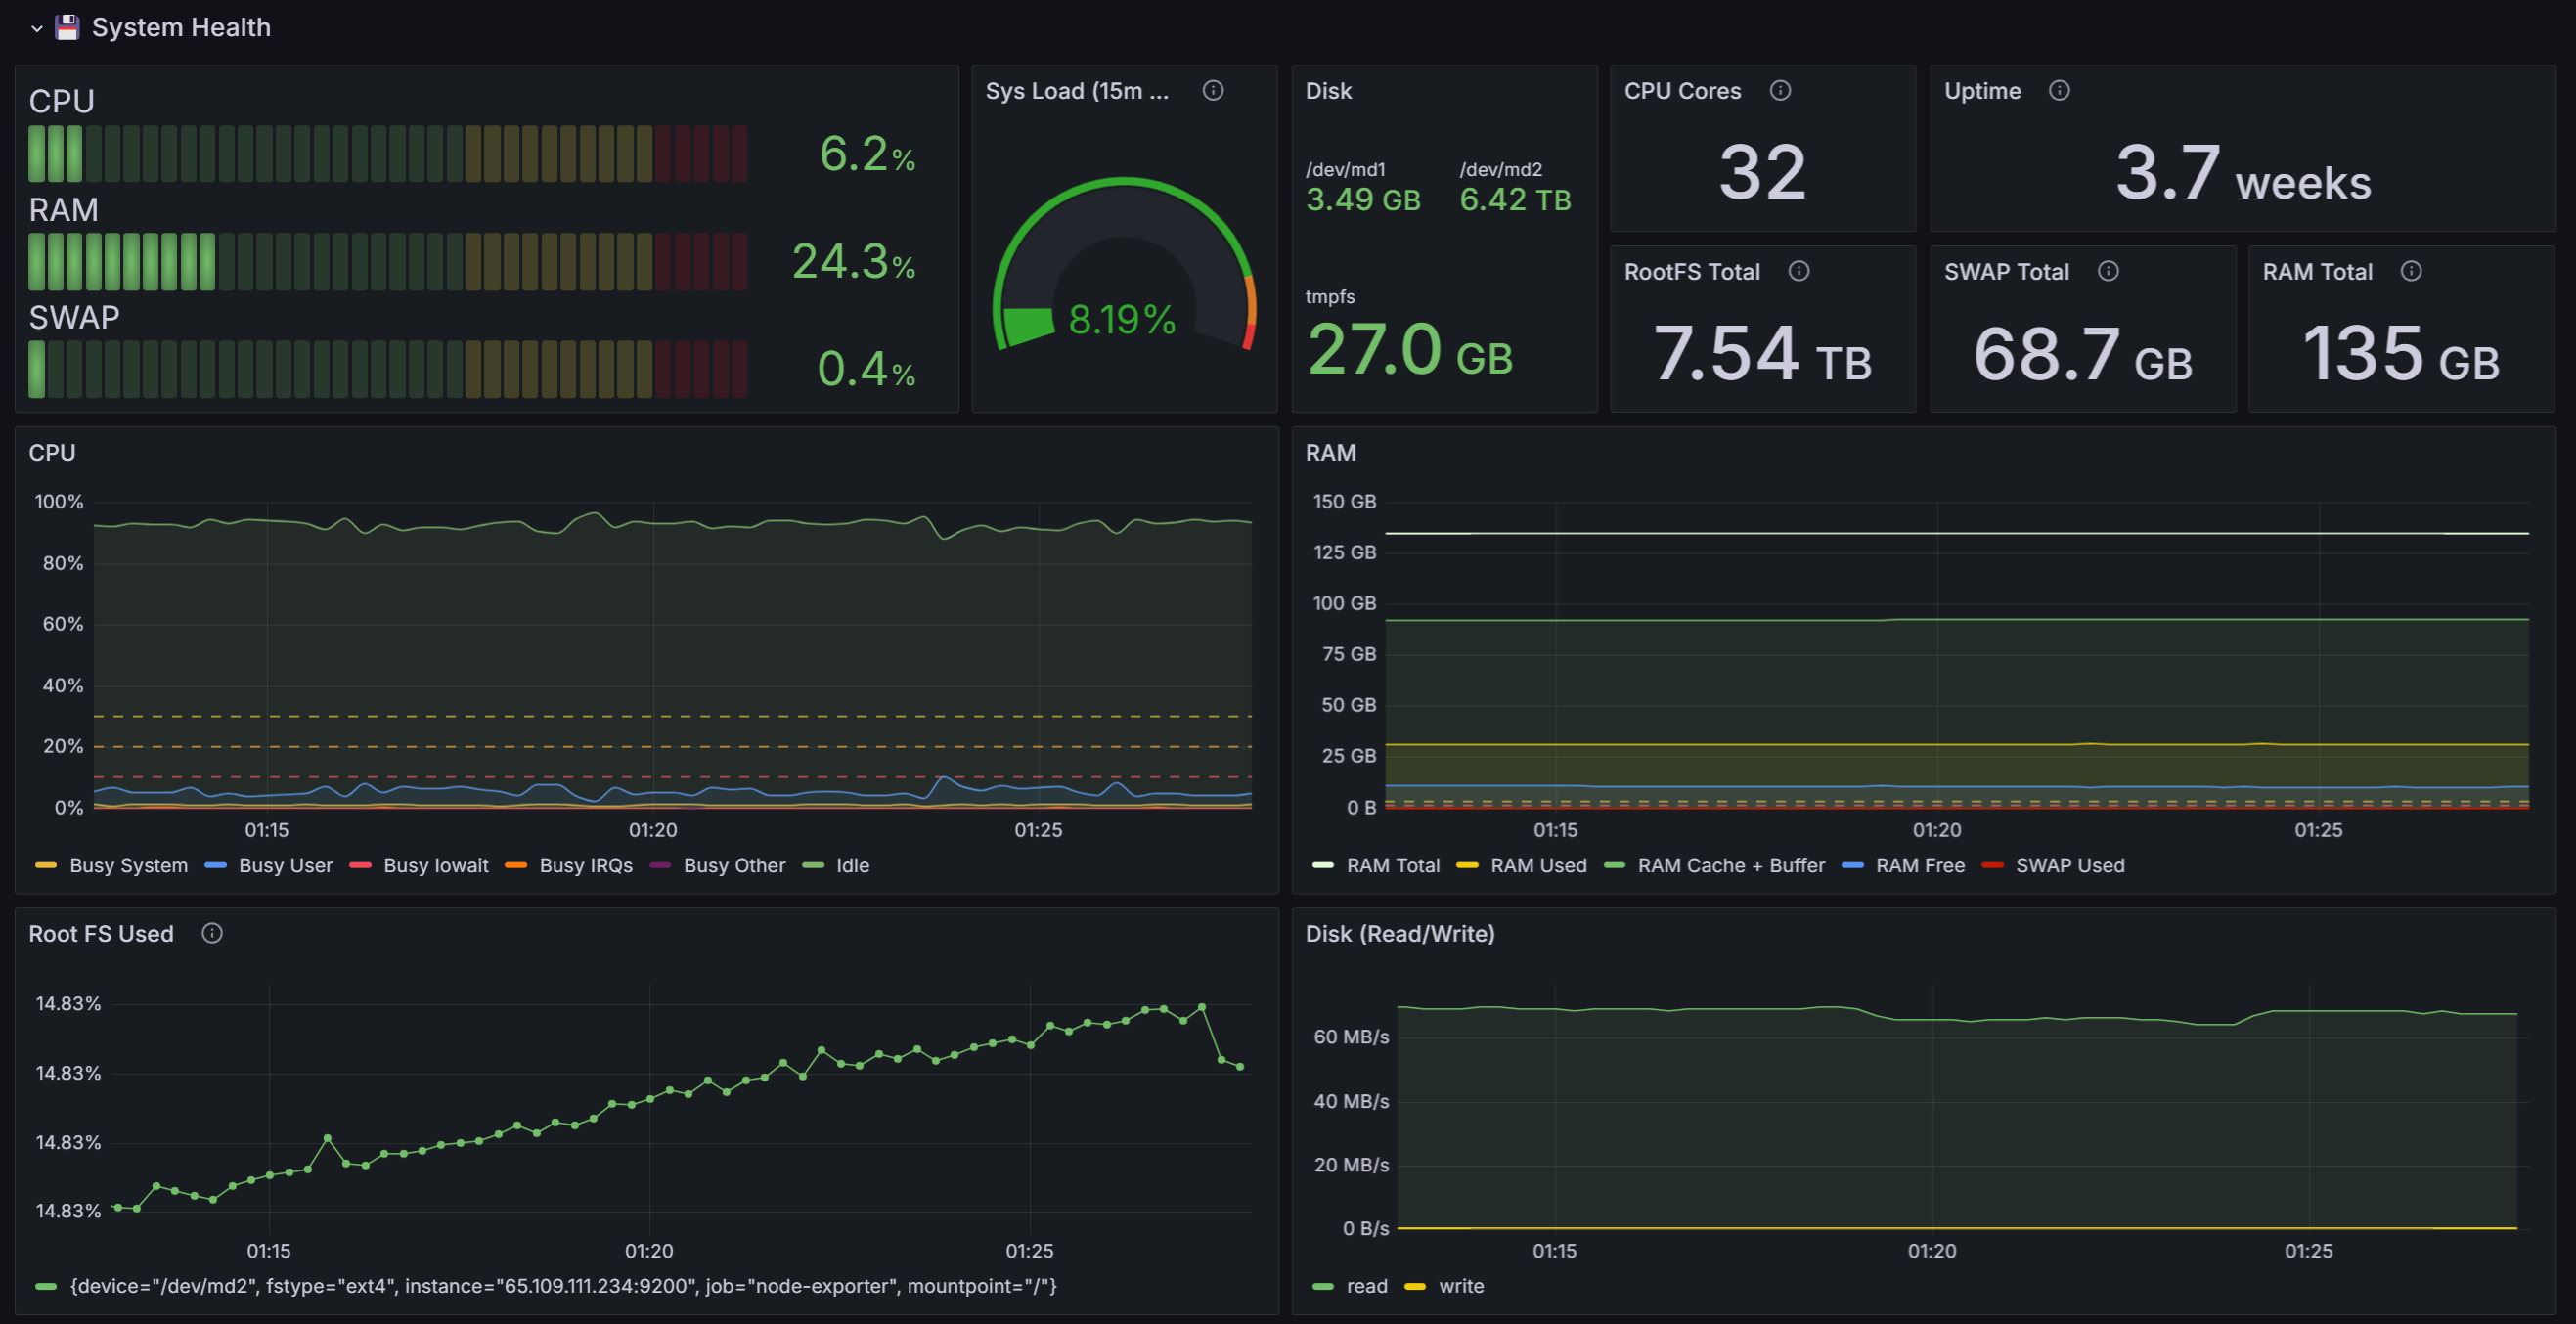 System Health
CPU
6.2%
RAM
24.3%
SWAP
0.4%
Sys Load (15m ...
8.19%
Disk
/dev/md1
3.49 GB
/dev/md2
6.42 TB
tmpfs
27.0 GB
CPU Cores
32
Uptime
3.7 weeks
RootFS Total
7.54 TB
SWAP Total
68.7 GB
RAM Total
135 GB
CPU
100%
80%
60%
40%
20%
0%
01:15 01:20 01:25
Busy System Busy User Busy Iowait Busy IRQs Busy Other Idle
RAM
150 GB
125 GB
100 GB
75 GB
50 GB
25 GB
0 B
01:15 01:20 01:25
RAM Total RAM Used RAM Cache + Buffer RAM Free SWAP Used
Root FS Used
14.83%
14.83%
14.83%
14.83%
01:15 01:20 01:25
{device="/dev/md2", fstype="ext4", instance="65.109.111.234:9200", job="node-exporter", mountpoint="/"}
Disk (Read/Write)
60 MB/s
40 MB/s
20 MB/s
0 B/s
01:15 01:20 01:25
read write